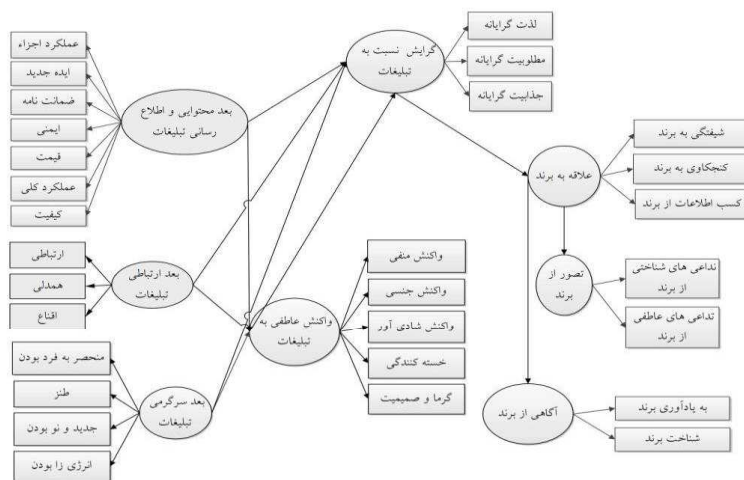 لذت گرایانه
گرایش نسبت به
تبلیغات
مطلوبیت گرایانه
جذابیت گرایانه
عملکرد اجزاء
ایده جدید
ضمانت نامه
ایمنی
قیمت
عملکرد کلی
کیفیت
بعد محتوایی و اطلاع
رسانی تبلیغات
علاقه به برند
شیفتگی به برند
کنجکاوی به برند
کسب اطلاعات از برند
ارتباطی
همدلی
اقناع
بعد ارتباطی
تبلیغات
واکنش عاطفی به
تبلیغات
واکنش منفی
واکنش جنسی
واکنش شادی آور
خسته کنندگی
گرما و صمیمیت
تصور از
برند
تداعی های شناختی
از برند
تداعی های عاطفی
از برند
منحصر به فرد بودن
طنز
جدید و نو بودن
انرژی زا بودن
بعد سرگرمی
تبلیغات
آگاهی از برند
به یادآوری برند
شناخت برند